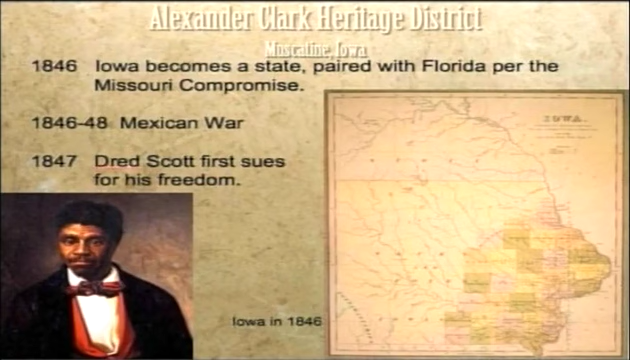 Alexander Clark Heritage District
Muscatine, Iowa
1846 Iowa becomes a state, paired with Florida per the
Missouri Compromise.
1846-48 Mexican War
1847 Dred Scott first sues
for his freedom.
IOWA.
Iowa in 1846